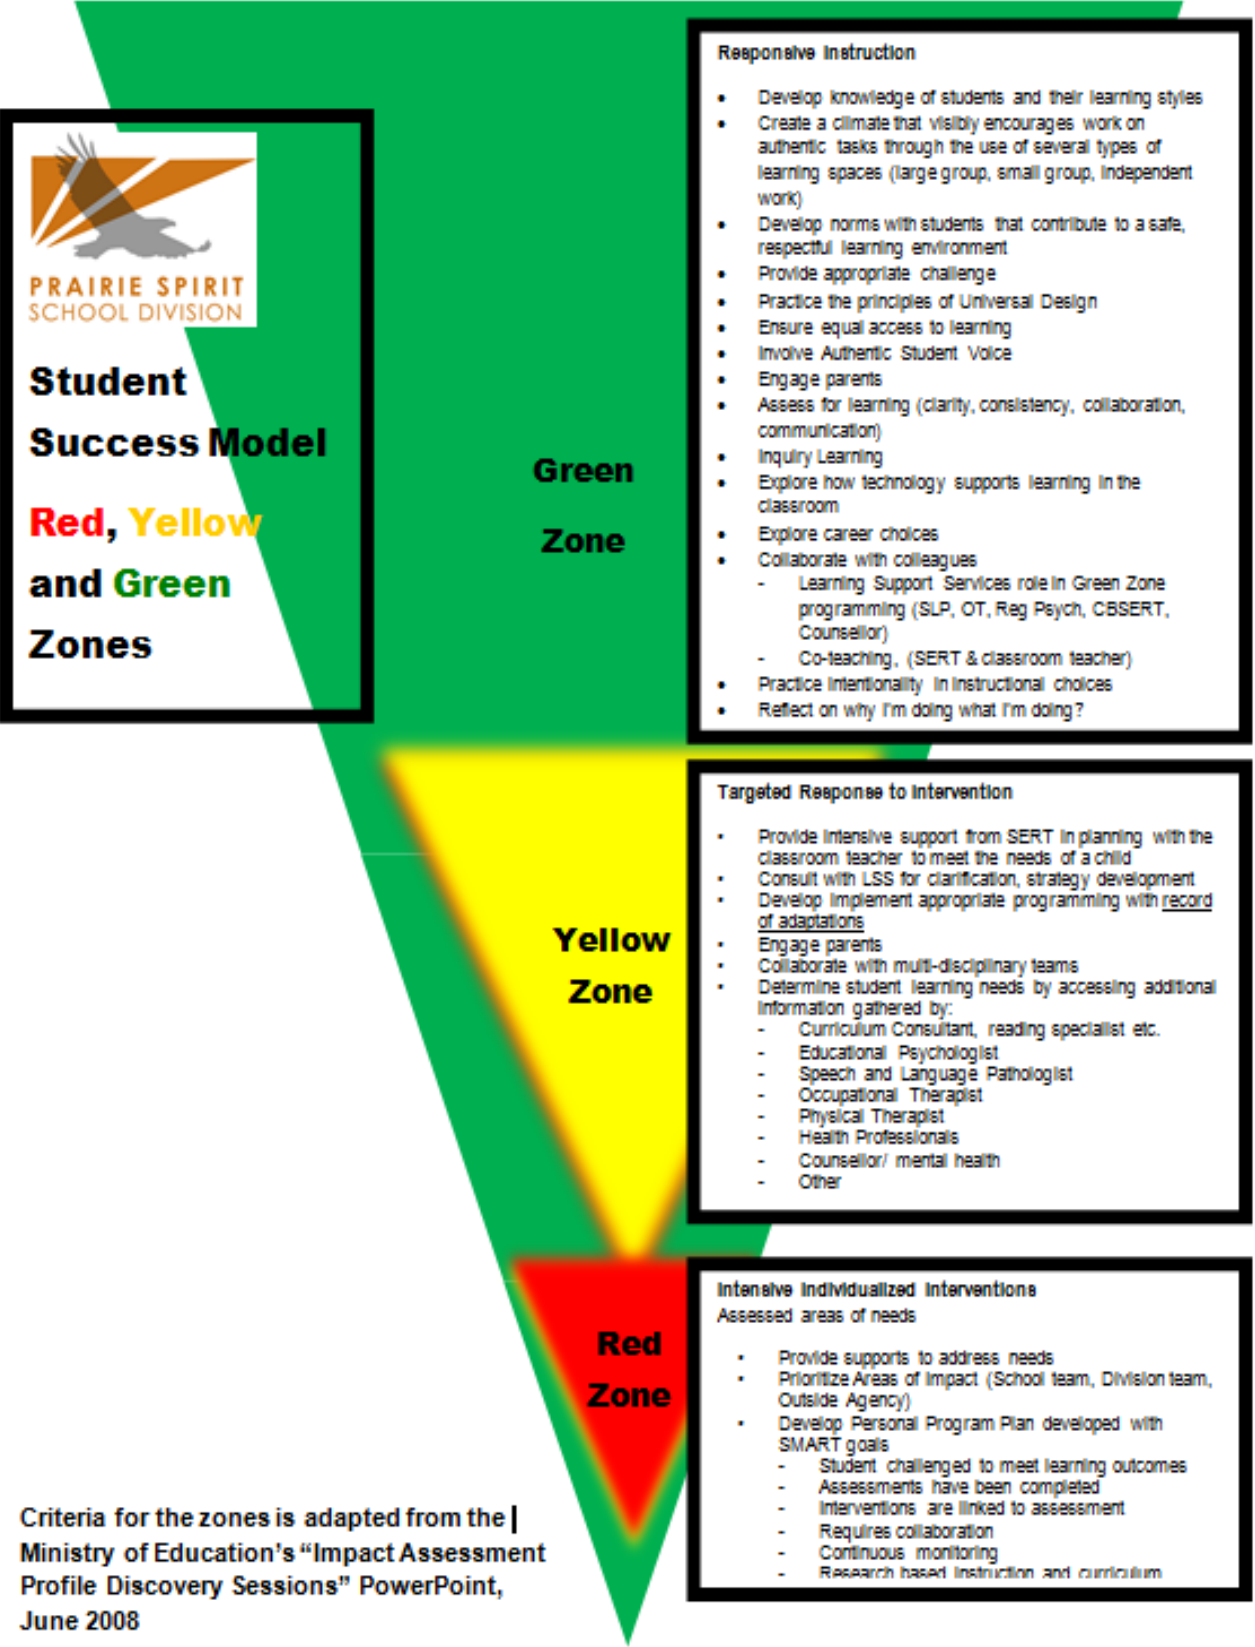 PRAIRIE SPIRIT
SCHOOL DIVISION
Student
Success Model
Red, Yellow
and Green
Zones
Green
Zone
Responsive Instruction
• Develop knowledge of students and their learning styles
• Create a climate that visibly encourages work on
authentic tasks through the use of several types of
learning spaces (large group, small group, independent
work)
• Develop norms with students that contribute to a safe,
respectful learning environment
• Provide appropriate challenge
• Practice the principles of Universal Design
• Ensure equal access to learning
• Involve Authentic Student Voice
• Engage parents
• Assess for learning (clarity, consistency, collaboration,
communication)
• Inquiry Learning
• Explore how technology supports learning in the
classroom
• Explore career choices
• Collaborate with colleagues
- Learning Support Services role in Green Zone
programming (SLP, OT, Reg Psych, CBSERT,
Counsellor)
- Co-teaching, (SERT & classroom teacher)
• Practice intentionality in instructional choices
• Reflect on why I'm doing what I'm doing?
Yellow
Zone
Targeted Response to Intervention
• Provide intensive support from SERT in planning with the
classroom teacher to meet the needs of a child
• Consult with LSS for clarification, strategy development
• Develop implement appropriate programming with record
of adaptations
• Engage parents
• Collaborate with multi-disciplinary teams
• Determine student learning needs by accessing additional
information gathered by:
- Curriculum Consultant, reading specialist etc.
- Educational Psychologist
- Speech and Language Pathologist
- Occupational Therapist
- Physical Therapist
- Health Professionals
- Counsellor/ mental health
- Other
Red
Zone
Intensive Individualized Interventions
Assessed areas of needs
• Provide supports to address needs
• Prioritize Areas of Impact (School team, Division team,
Outside Agency)
• Develop Personal Program Plan developed with
SMART goals
- Student challenged to meet learning outcomes
- Assessments have been completed
- Interventions are linked to assessment
- Requires collaboration
- Continuous monitoring
- Research based instruction and curriculum
Criteria for the zones is adapted from the
Ministry of Education's "Impact Assessment
Profile Discovery Sessions" PowerPoint,
June 2008